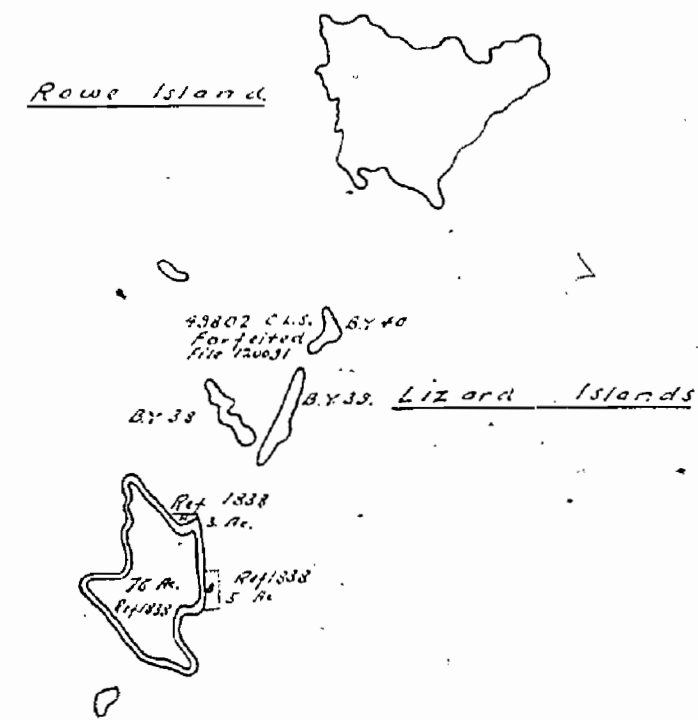 Rowe Island.
49802 C.L.S.
Forfeited
File 120091
B.Y 40
B.Y 38
B.Y 39.
Lizard Islands
Ref 1838
3. Ac.
76 Ac.
Ref 1838
Ref 1838
5 Ac